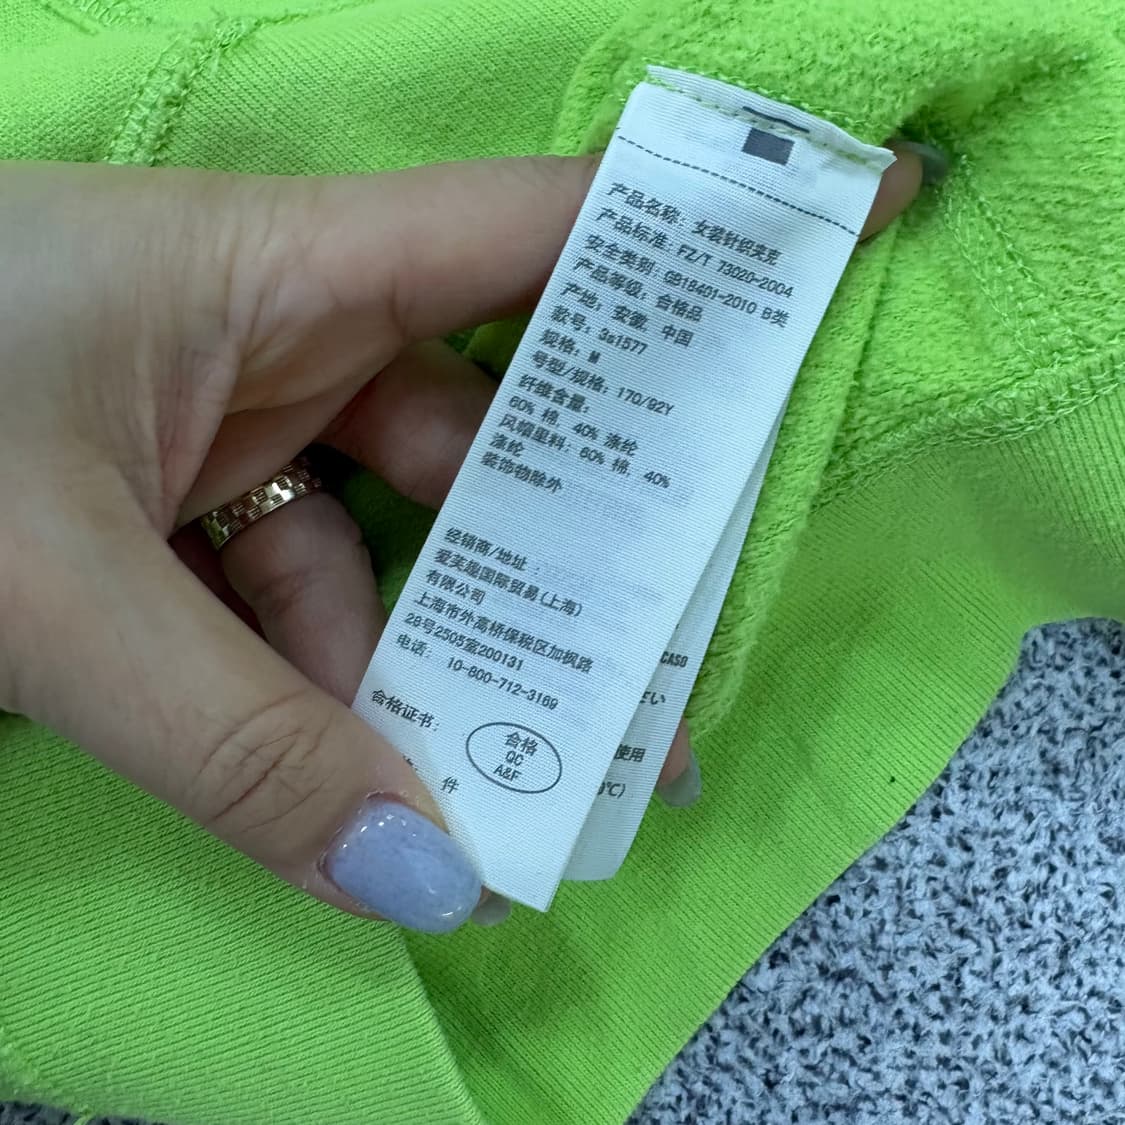 产品名称: 女装针织夹克
产品标准: FZ/T 73020-2004
安全类别: GB18401-2010 B类
产品等级: 合格品
产地: 安徽, 中国
款号: 3s1577
规格: M
号型/规格: 170/92Y
纤维含量:
60% 棉, 40% 涤纶
风帽里料: 60% 棉, 40%
涤纶
装饰物除外
经销商/地址:
爱芙趣国际贸易(上海)
有限公司
上海市外高桥保税区加枫路
28号2505室200131
电话: 10-800-712-3169
合格证书:
合格
QC
A&F
件
CASO
さい
使用
℃)